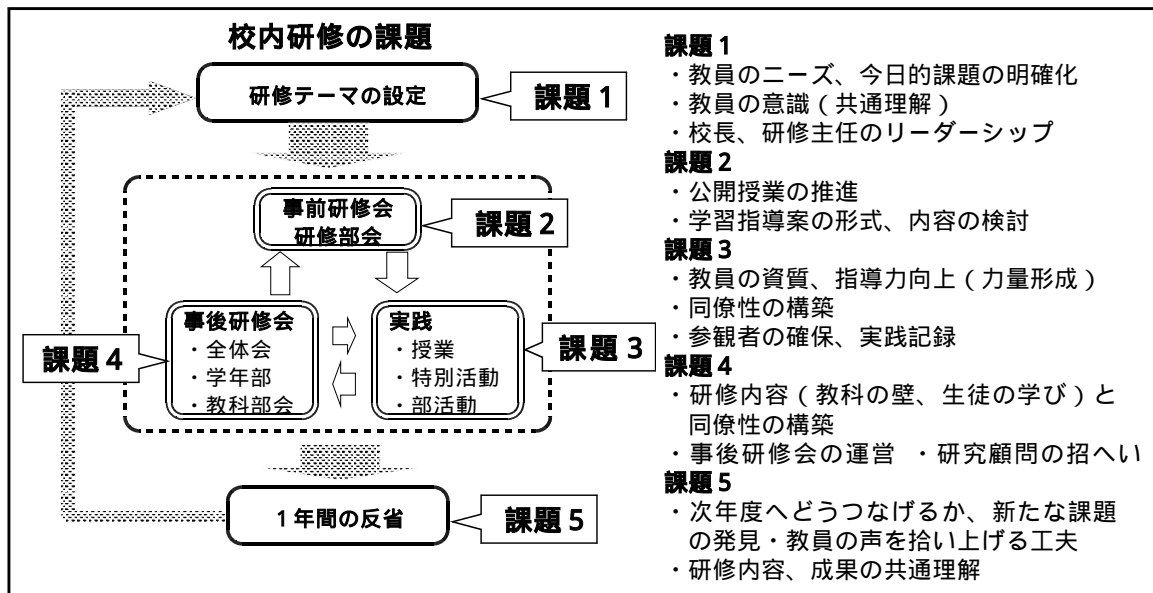 校内研修の課題
研修テーマの設定
課題1
事前研修会
研修部会
課題2
事後研修会
・全体会
・学年部
・教科部会
課題4
実践
・授業
・特別活動
・部活動
課題3
1年間の反省
課題5
課題1
・教員のニーズ、今日的課題の明確化
・教員の意識(共通理解)
・校長、研修主任のリーダーシップ
課題2
・公開授業の推進
・学習指導案の形式、内容の検討
課題3
・教員の資質、指導力向上(力量形成)
・同僚性の構築
・参観者の確保、実践記録
課題4
・研修内容(教科の壁、生徒の学び)と
同僚性の構築
・事後研修会の運営 ・研究顧問の招へい
課題5
・次年度へどうつなげるか、新たな課題
の発見・教員の声を拾い上げる工夫
・研修内容、成果の共通理解